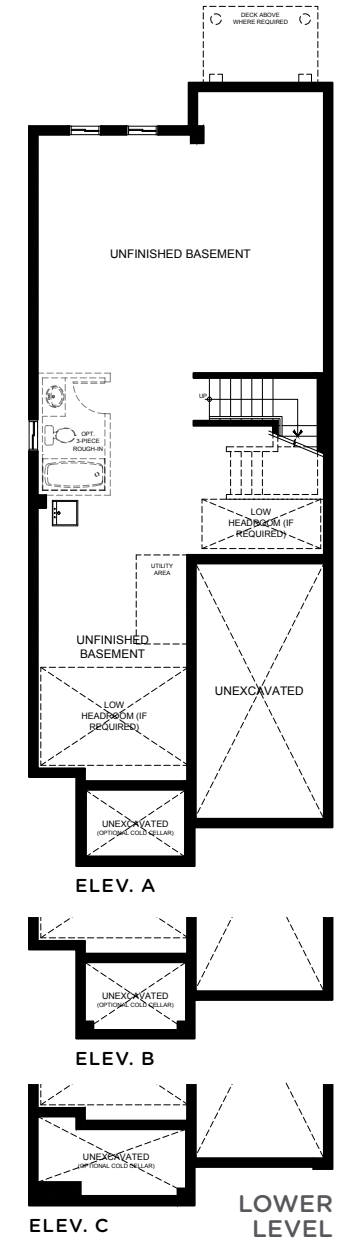 DECK ABOVE
WHERE REQUIRED
UNFINISHED BASEMENT
UP
OPT.
3-PIECE
ROUGH-IN
LOW
HEADROOM (IF
REQUIRED)
UTILITY
AREA
UNFINISHED
BASEMENT
UNEXCAVATED
LOW
HEADROOM (IF
REQUIRED)
UNEXCAVATED
(OPTIONAL COLD CELLAR)
ELEV. A
UNEXCAVATED
(OPTIONAL COLD CELLAR)
ELEV. B
UNEXCAVATED
(OPTIONAL COLD CELLAR)
ELEV. C
LOWER
LEVEL